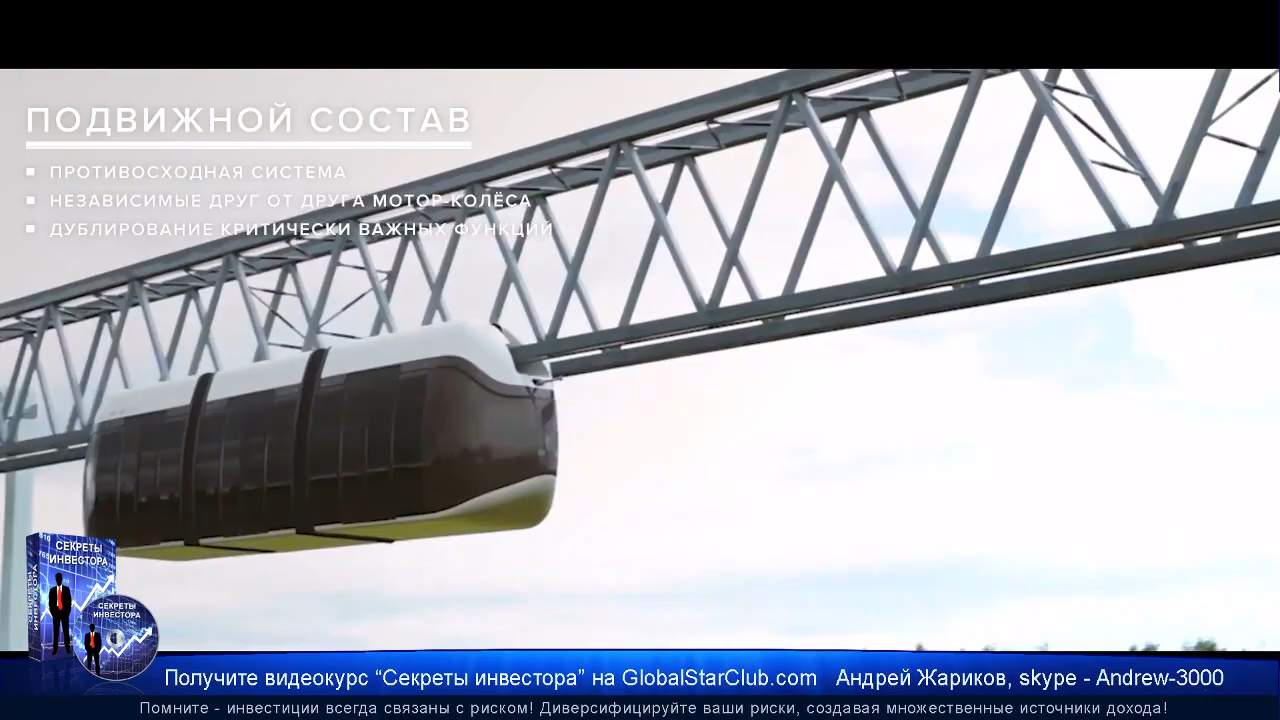 ПОДВИЖНОЙ СОСТАВ
ПРОТИВОСХОДНАЯ СИСТЕМА
НЕЗАВИСИМЫЕ ДРУГ ОТ ДРУГА МОТОР-КОЛЁСА
ДУБЛИРОВАНИЕ КРИТИЧЕСКИ ВАЖНЫХ ФУНКЦИЙ
СЕКРЕТЫ
ИНВЕСТОРА
СЕКРЕТЫ ИНВЕСТОРА
СЕКРЕТЫ
ИНВЕСТОРА
Получите видеокурс “Секреты инвестора” на GlobalStarClub.com Андрей Жариков, skype - Andrew-3000
Помните - инвестиции всегда связаны с риском! Диверсифицируйте ваши риски, создавая множественные источники дохода!